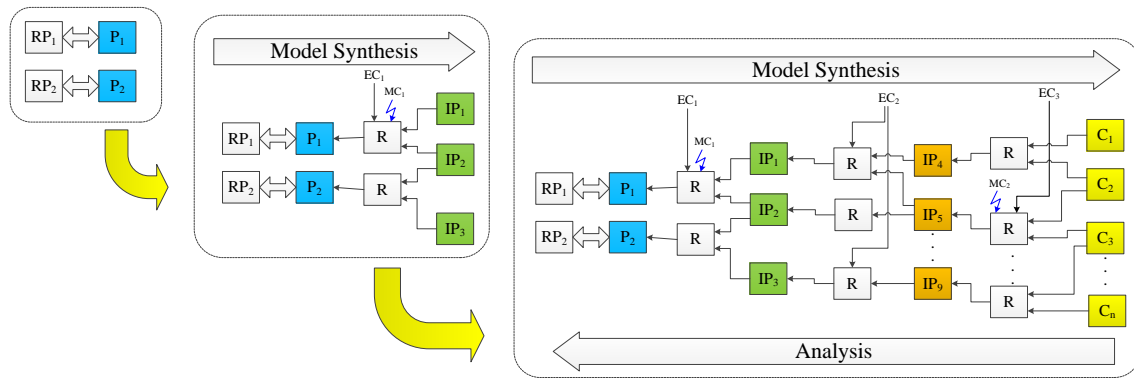 RP1 P1
RP2 P2
Model Synthesis
EC1
MC1
IP1
RP1 P1 R
IP2
RP2 P2 R
IP3
Model Synthesis
EC1 EC2 EC3
MC1
C1
IP1 R IP4 R
RP1 P1 R
MC2
C2
IP2 R IP5 R
RP2 P2 R
C3
. . .
. . .
. . .
IP3 R IP9 R
Cn
Analysis